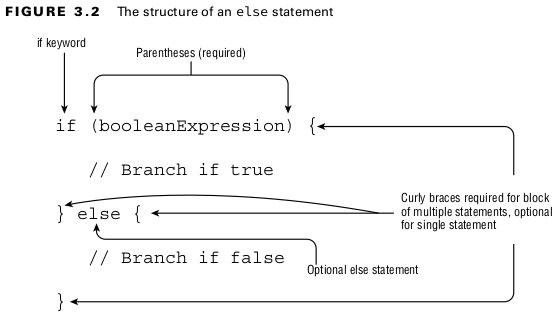 FIGURE 3.2 The structure of an else statement
if keyword
Parentheses (required)
if (booleanExpression) {
// Branch if true
Curly braces required for block
of multiple statements, optional
for single statement
} else {
// Branch if false
Optional else statement
}